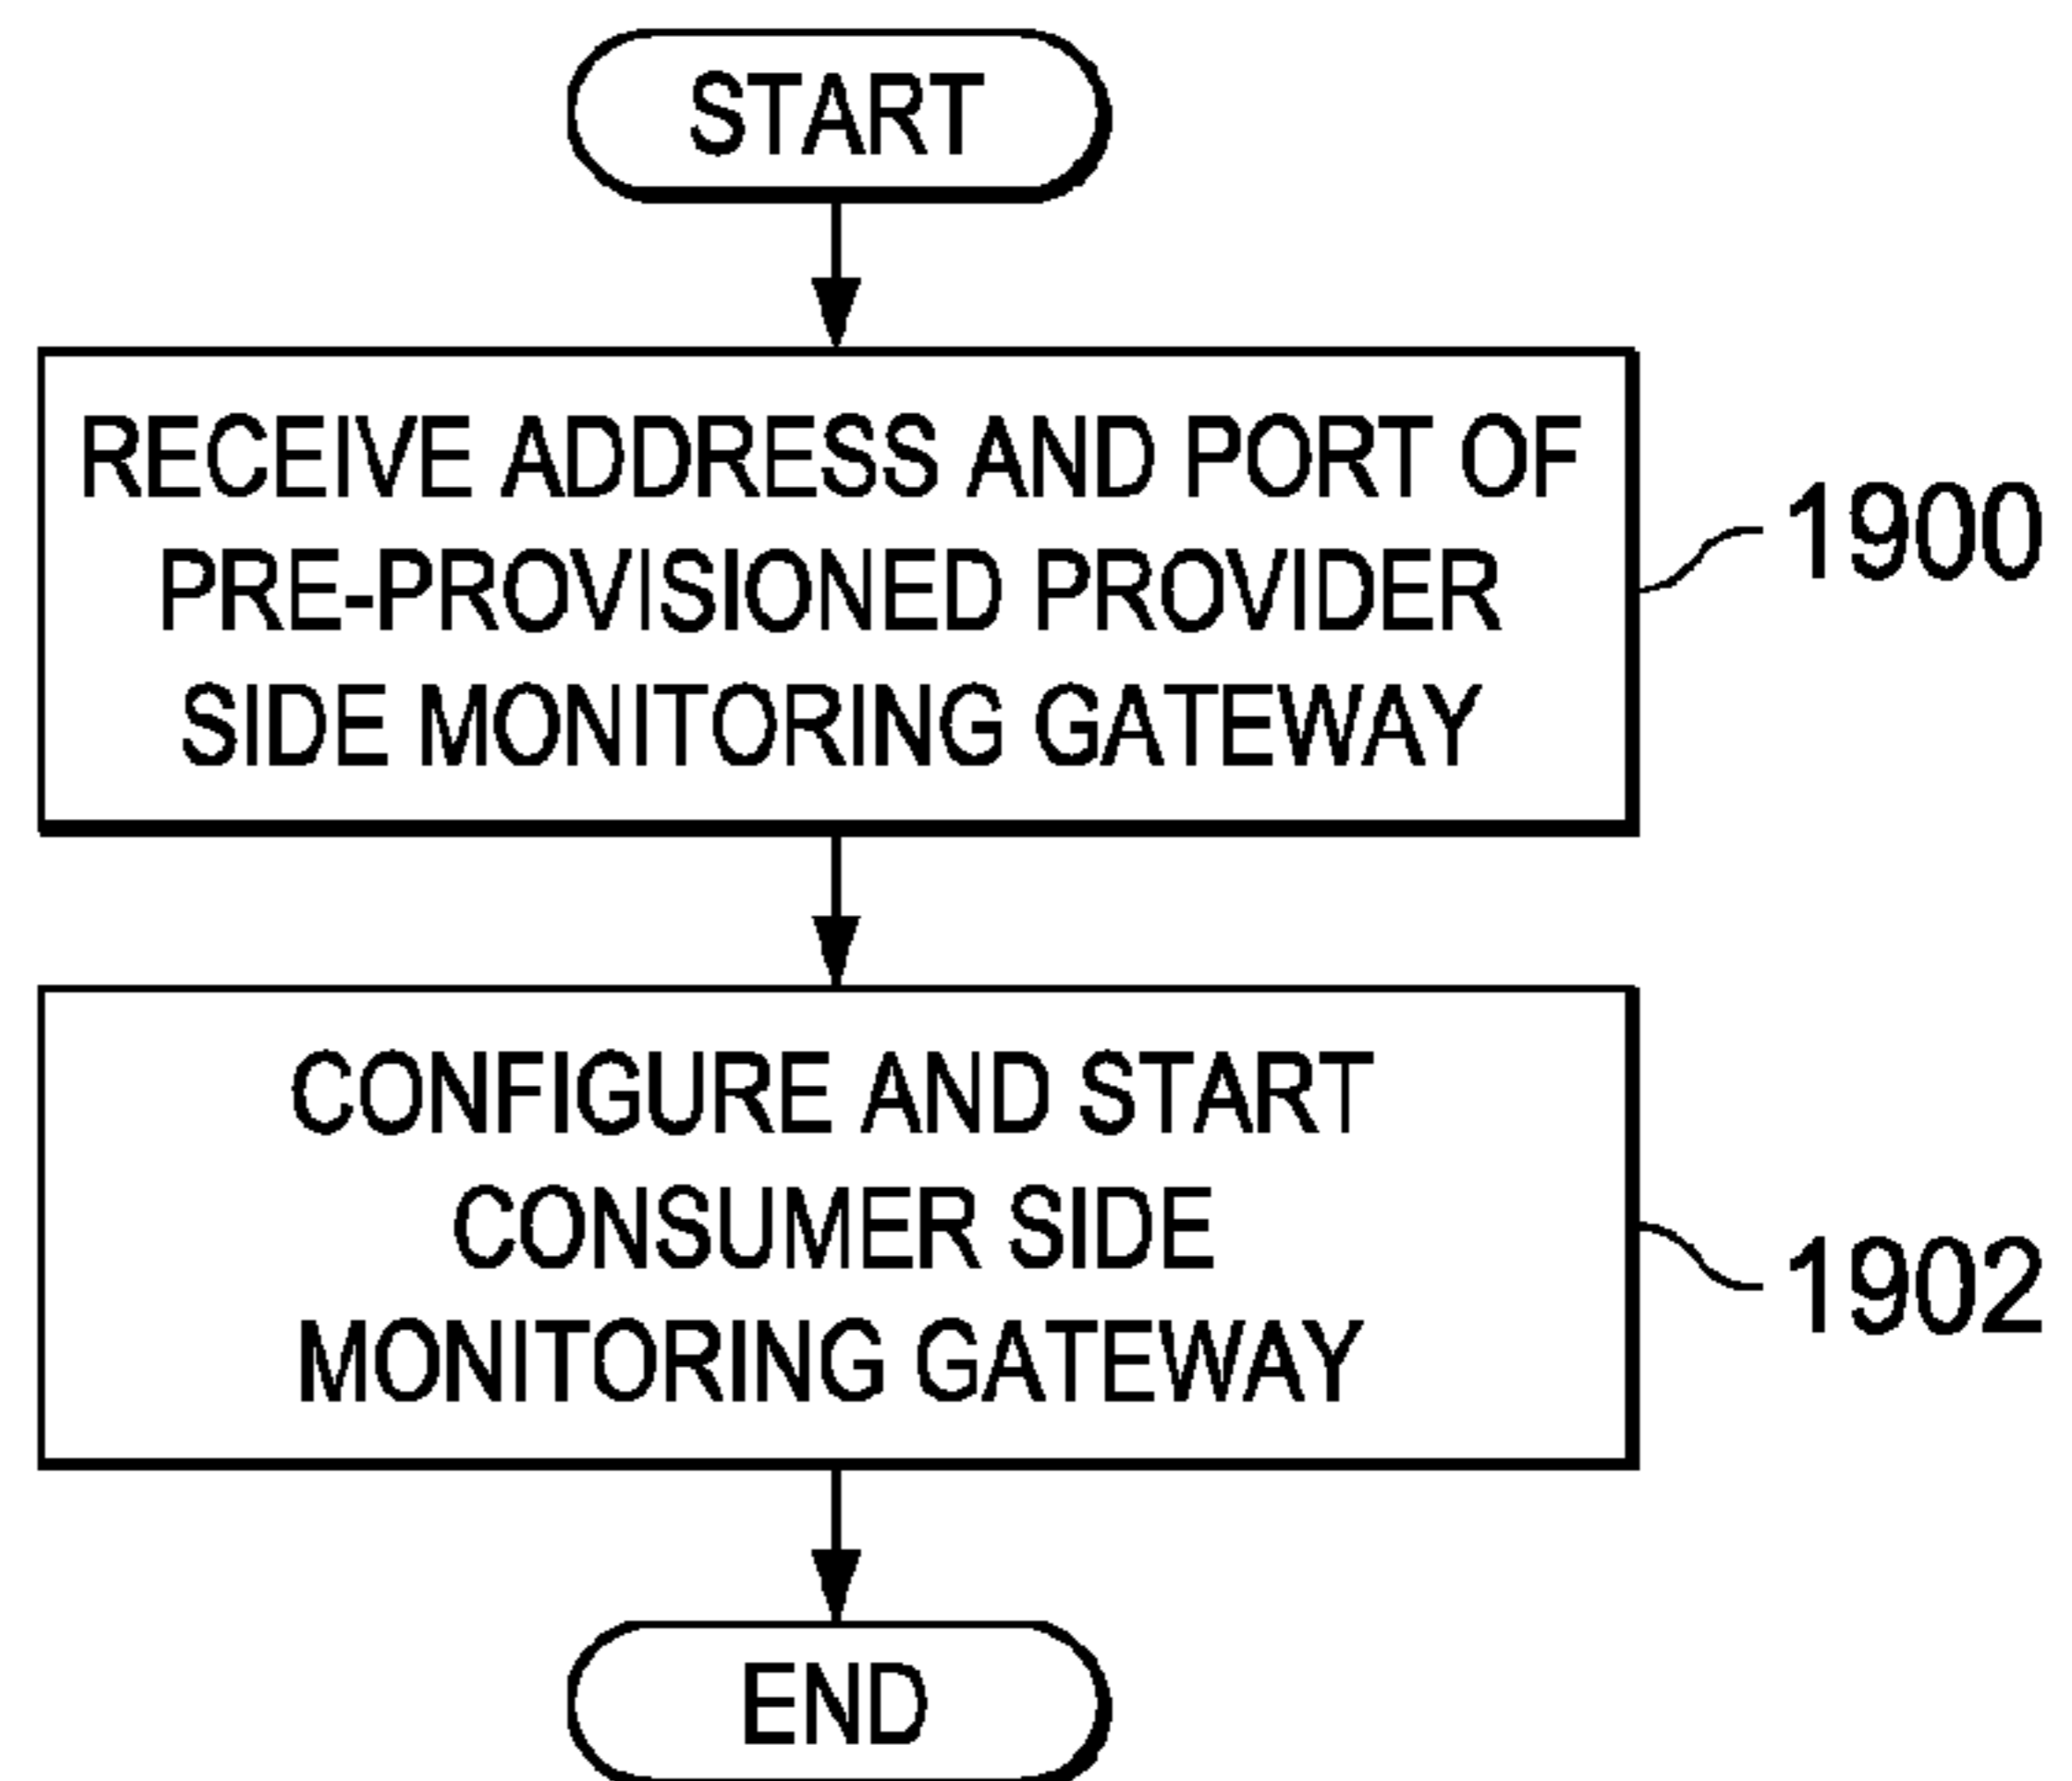 START
RECEIVE ADDRESS AND PORT OF
PRE-PROVISIONED PROVIDER
SIDE MONITORING GATEWAY
1900
CONFIGURE AND START
CONSUMER SIDE
MONITORING GATEWAY
1902
END